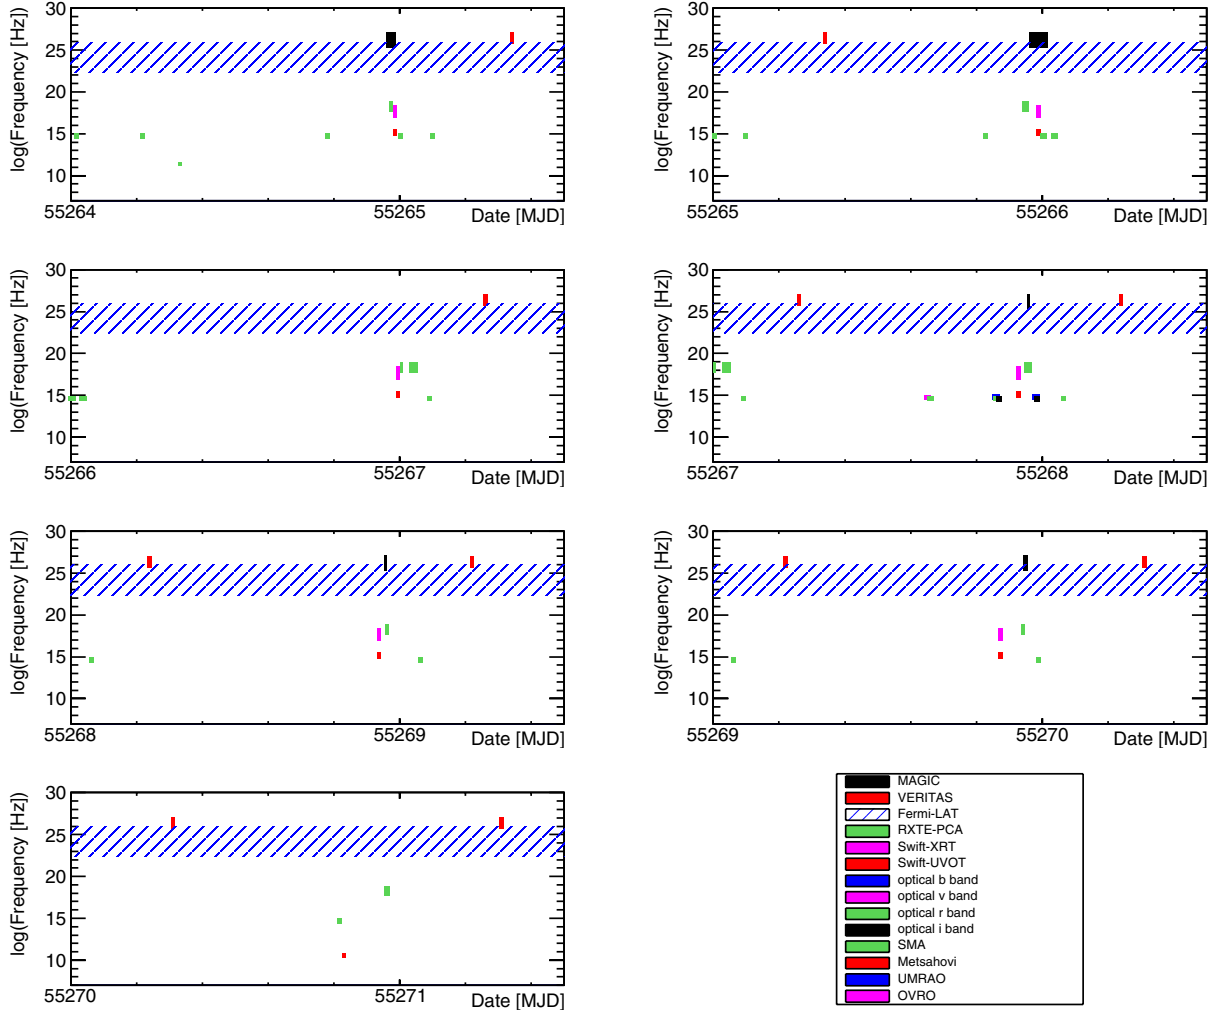 log(Frequency [Hz])
30
25
20
15
10
55264
55265
Date [MJD]
log(Frequency [Hz])
30
25
20
15
10
55265
55266
Date [MJD]
log(Frequency [Hz])
30
25
20
15
10
55266
55267
Date [MJD]
log(Frequency [Hz])
30
25
20
15
10
55267
55268
Date [MJD]
log(Frequency [Hz])
30
25
20
15
10
55268
55269
Date [MJD]
log(Frequency [Hz])
30
25
20
15
10
55269
55270
Date [MJD]
log(Frequency [Hz])
30
25
20
15
10
55270
55271
Date [MJD]
MAGIC
VERITAS
Fermi-LAT
RXTE-PCA
Swift-XRT
Swift-UVOT
optical b band
optical v band
optical r band
optical i band
SMA
Metsahovi
UMRAO
OVRO